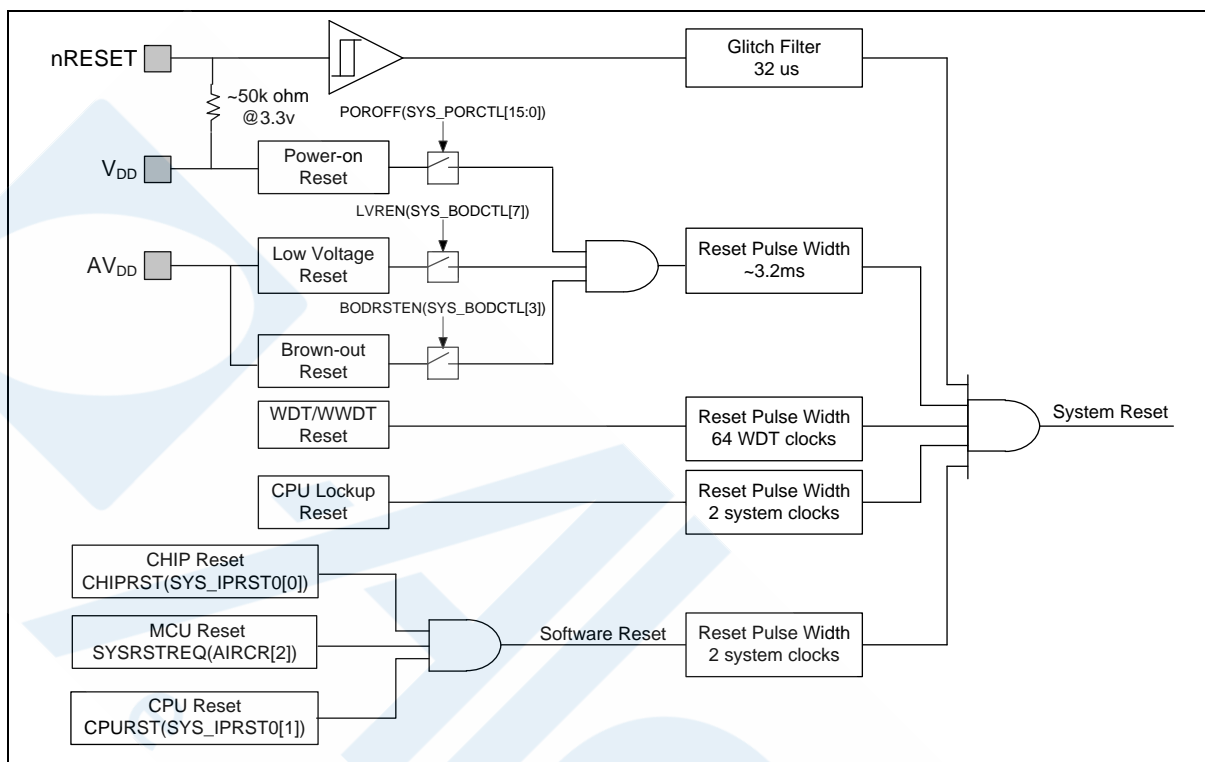 nRESET
Glitch Filter
32 us
~50k ohm
@3.3v
POROFF(SYS_PORCTL[15:0])
VDD
Power-on
Reset
LVREN(SYS_BODCTL[7])
AVDD
Low Voltage
Reset
Reset Pulse Width
~3.2ms
BODRSTEN(SYS_BODCTL[3])
Brown-out
Reset
WDT/WWDT
Reset
Reset Pulse Width
64 WDT clocks
System Reset
CPU Lockup
Reset
Reset Pulse Width
2 system clocks
CHIP Reset
CHIPRST(SYS_IPRST0[0])
MCU Reset
SYSRSTREQ(AIRCR[2])
Software Reset
Reset Pulse Width
2 system clocks
CPU Reset
CPURST(SYS_IPRST0[1])